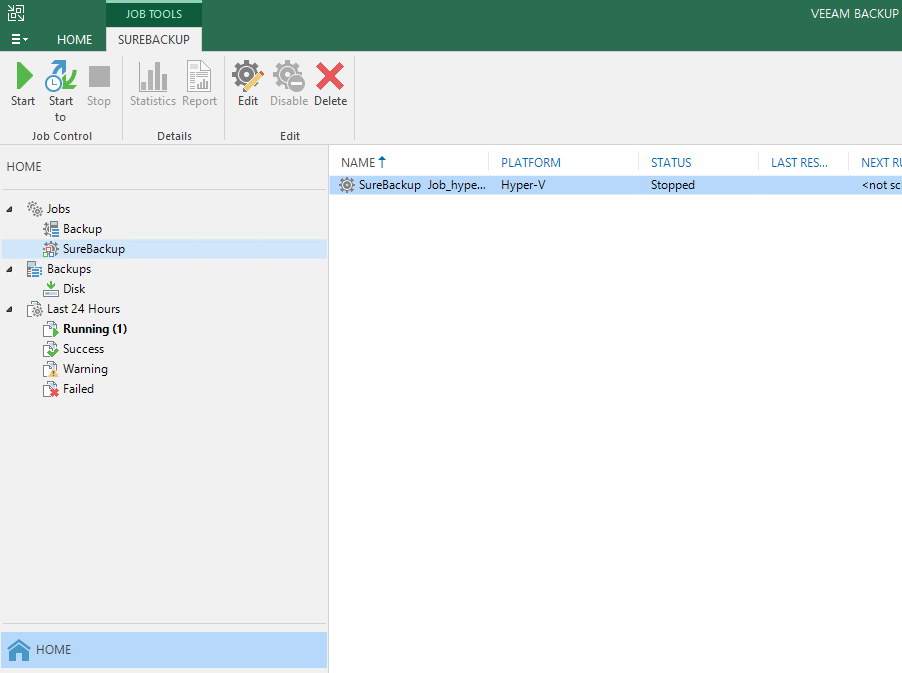 JOB TOOLS
VEEAM BACKUP
HOME SUREBACKUP
Start Start to Stop Statistics Report Edit Disable Delete
Job Control Details Edit
HOME
NAME PLATFORM STATUS LAST RES... NEXT RU
SureBackup Job_hype... Hyper-V Stopped <not sc
Jobs
Backup
SureBackup
Backups
Disk
Last 24 Hours
Running (1)
Success
Warning
Failed
HOME